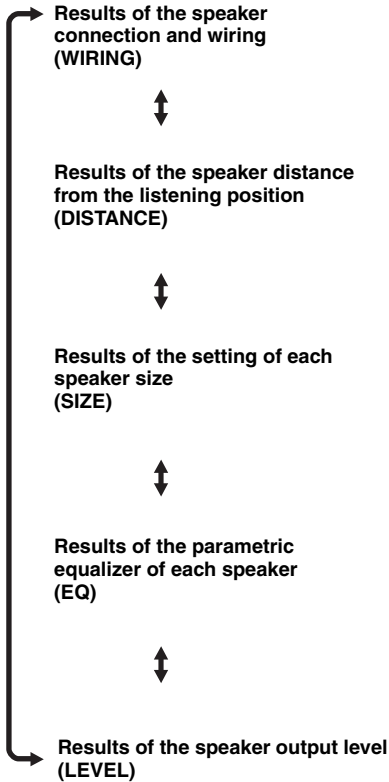 Results of the speaker
connection and wiring
(WIRING)
Results of the speaker distance
from the listening position
(DISTANCE)
Results of the setting of each
speaker size
(SIZE)
Results of the parametric
equalizer of each speaker
(EQ)
Results of the speaker output level
(LEVEL)